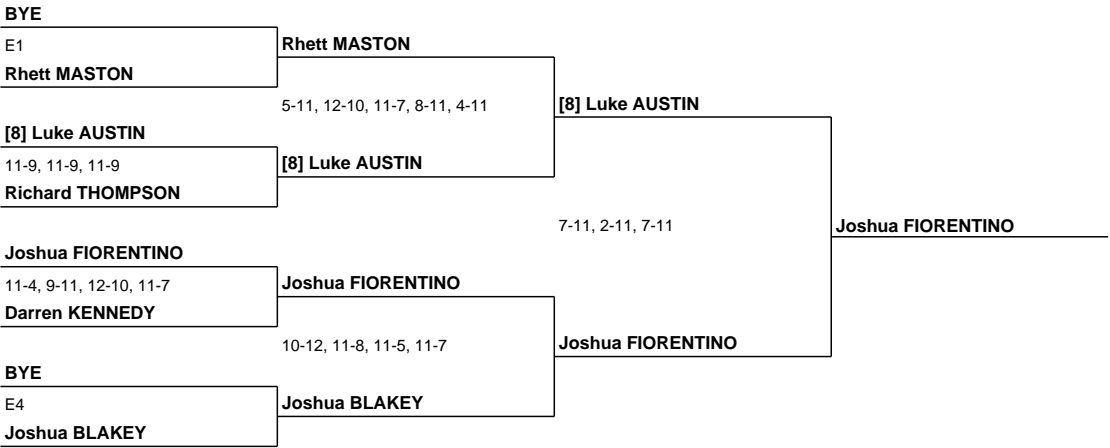 BYE
E1
Rhett MASTON
Rhett MASTON
5-11, 12-10, 11-7, 8-11, 4-11
[8] Luke AUSTIN
[8] Luke AUSTIN
11-9, 11-9, 11-9
[8] Luke AUSTIN
Richard THOMPSON
7-11, 2-11, 7-11
Joshua FIORENTINO
Joshua FIORENTINO
11-4, 9-11, 12-10, 11-7
Joshua FIORENTINO
Darren KENNEDY
10-12, 11-8, 11-5, 11-7
Joshua FIORENTINO
BYE
E4
Joshua BLAKEY
Joshua BLAKEY